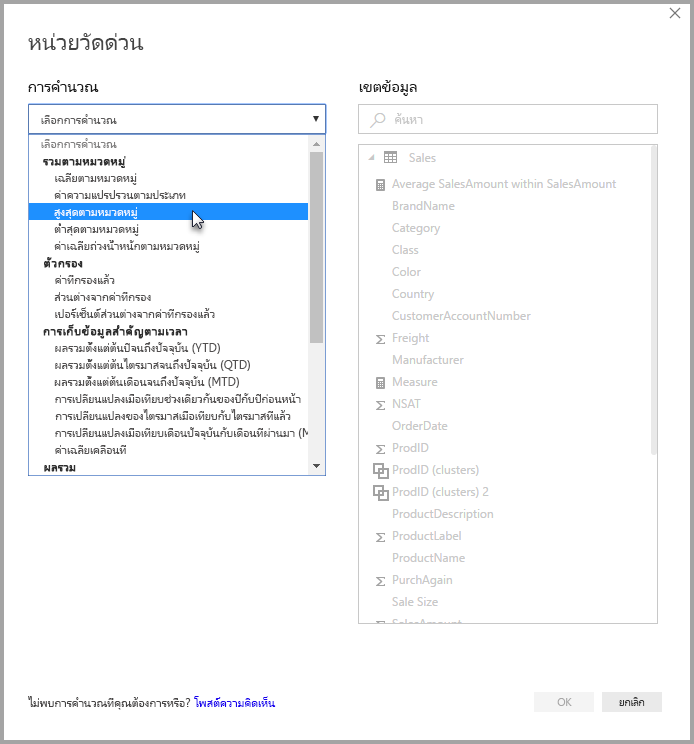 หน่วยวัดด่วน
การคำนวณ
เลือกการคำนวณ
เลือกการคำนวณ
รวมตามหมวดหมู่
เฉลี่ยตามหมวดหมู่
ค่าความแปรปรวนตามประเภท
สูงสุดตามหมวดหมู่
ต่ำสุดตามหมวดหมู่
ค่าเฉลี่ยถ่วงน้ำหนักตามหมวดหมู่
ตัวกรอง
ค่าที่กรองแล้ว
ส่วนต่างจากค่าที่กรอง
เปอร์เซ็นต์ส่วนต่างจากค่าที่กรองแล้ว
การเก็บข้อมูลสำคัญตามเวลา
ผลรวมตั้งแต่ต้นปีจนถึงปัจจุบัน (YTD)
ผลรวมตั้งแต่ต้นไตรมาสจนถึงปัจจุบัน (QTD)
ผลรวมตั้งแต่ต้นเดือนจนถึงปัจจุบัน (MTD)
การเปลี่ยนแปลงเมื่อเทียบช่วงเดียวกันของปีกับปีก่อนหน้า
การเปลี่ยนแปลงของไตรมาสเมื่อเทียบกับไตรมาสที่แล้ว
การเปลี่ยนแปลงเมื่อเทียบเดือนปัจจุบันกับเดือนที่ผ่านมา (M
ค่าเฉลี่ยเคลื่อนที่
ผลรวม
เขตข้อมูล
ค้นหา
Sales
Average SalesAmount within SalesAmount
BrandName
Category
Class
Color
Country
CustomerAccountNumber
Freight
Manufacturer
Measure
NSAT
OrderDate
ProdID
ProdID (clusters)
ProdID (clusters) 2
ProductDescription
ProductLabel
ProductName
PurchAgain
Sale Size
SalesAmount
ไม่พบการคำนวณที่คุณต้องการหรือ? โพสต์ความคิดเห็น
OK
ยกเลิก